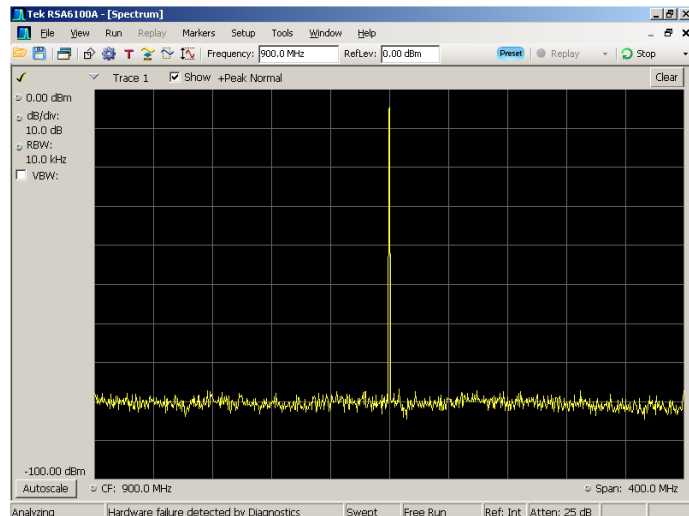 Tek RSA6100A - [Spectrum]
File View Run Replay Markers Setup Tools Window Help
T Frequency: 900.0 MHz RefLev: 0.00 dBm Preset Replay Stop
Trace 1 Show +Peak Normal Clear
0.00 dBm
dB/div:
10.0 dB
RBW:
10.0 kHz
VBW:
-100.00 dBm
Autoscale CF: 900.0 MHz Span: 400.0 MHz
Analyzing Hardware failure detected by Diagnostics Swept Free Run Ref: Int Atten: 25 dB